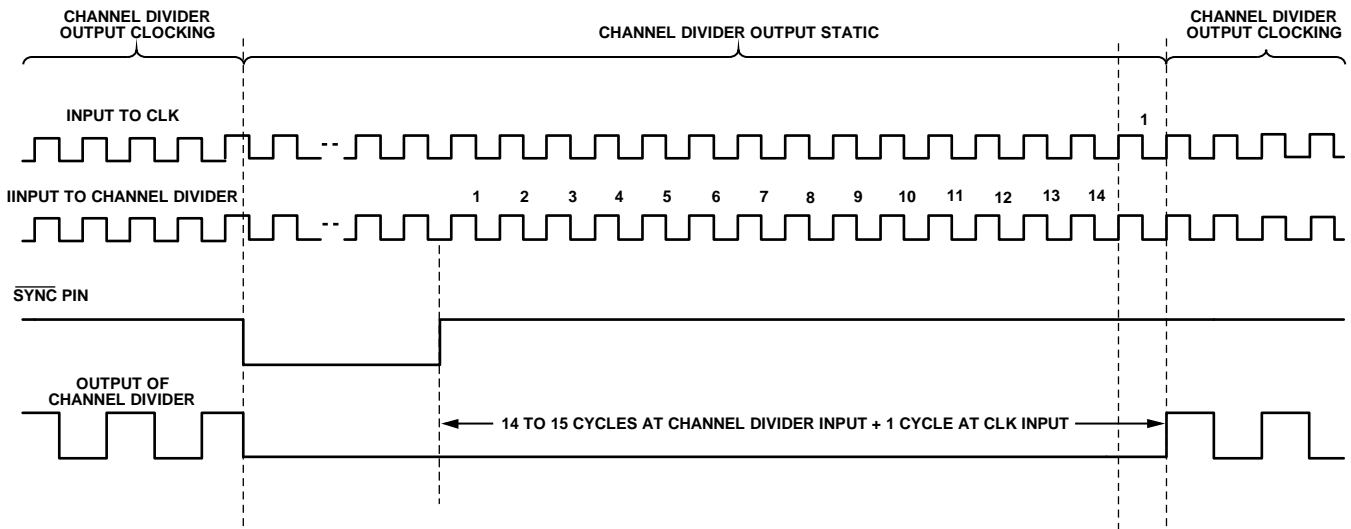 CHANNEL DIVIDER
OUTPUT CLOCKING
CHANNEL DIVIDER OUTPUT STATIC
CHANNEL DIVIDER
OUTPUT CLOCKING
INPUT TO CLK
1
IINPUT TO CHANNEL DIVIDER
1 2 3 4 5 6 7 8 9 10 11 12 13 14
SYNC PIN
OUTPUT OF
CHANNEL DIVIDER
14 TO 15 CYCLES AT CHANNEL DIVIDER INPUT + 1 CYCLE AT CLK INPUT